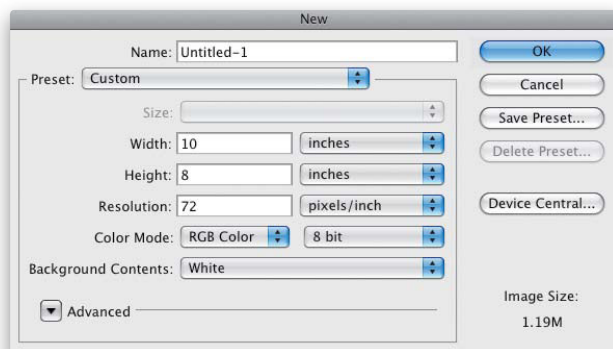 New
Name: Untitled-1
OK
Preset: Custom
Cancel
Size:
Save Preset...
Width: 10 inches
Delete Preset...
Height: 8 inches
Resolution: 72 pixels/inch
Device Central...
Color Mode: RGB Color 8 bit
Background Contents: White
Advanced
Image Size:
1.19M